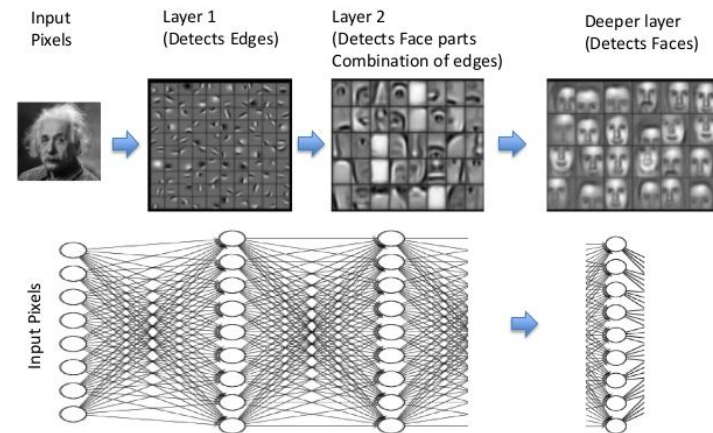 Input
Pixels
Layer 1
(Detects Edges)
Layer 2
(Detects Face parts
Combination of edges)
Deeper layer
(Detects Faces)
Input Pixels